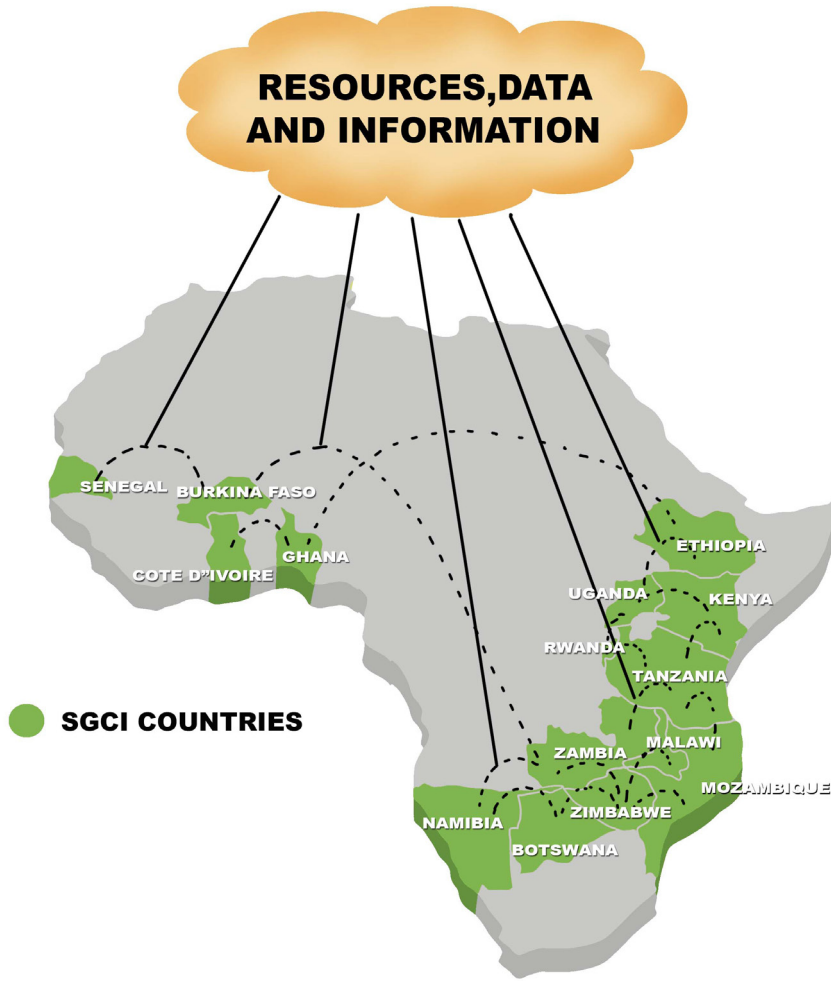 RESOURCES,DATA
AND INFORMATION
SENEGAL
BURKINA FASO
GHANA
COTE D"IVOIRE
ETHIOPIA
UGANDA
KENYA
RWANDA
TANZANIA
SGCI COUNTRIES
ZAMBIA
MALAWI
MOZAMBIQUE
NAMIBIA
ZIMBABWE
BOTSWANA